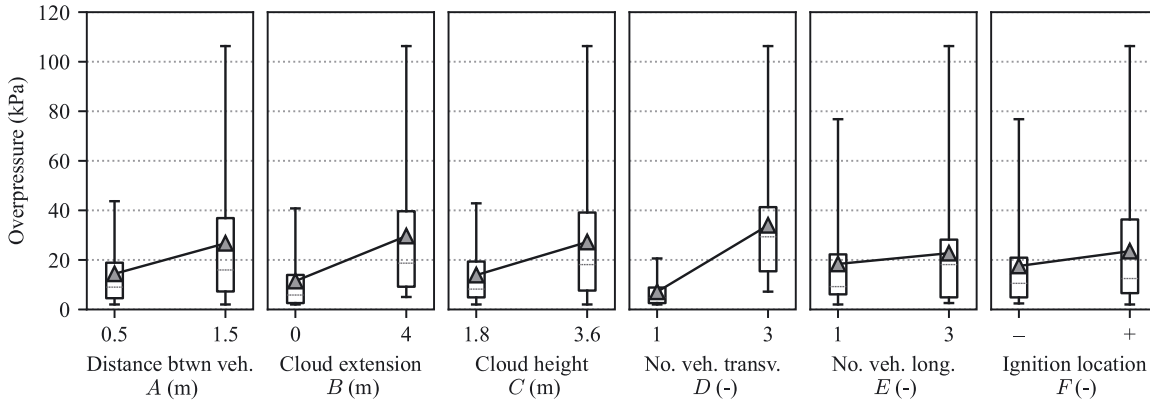 Overpressure (kPa)
120
100
80
60
40
20
0
0.5 1.5
Distance btwn veh.
A (m)
0 4
Cloud extension
B (m)
1.8 3.6
Cloud height
C (m)
1 3
No. veh. transv.
D (-)
1 3
No. veh. long.
E (-)
− +
Ignition location
F (-)